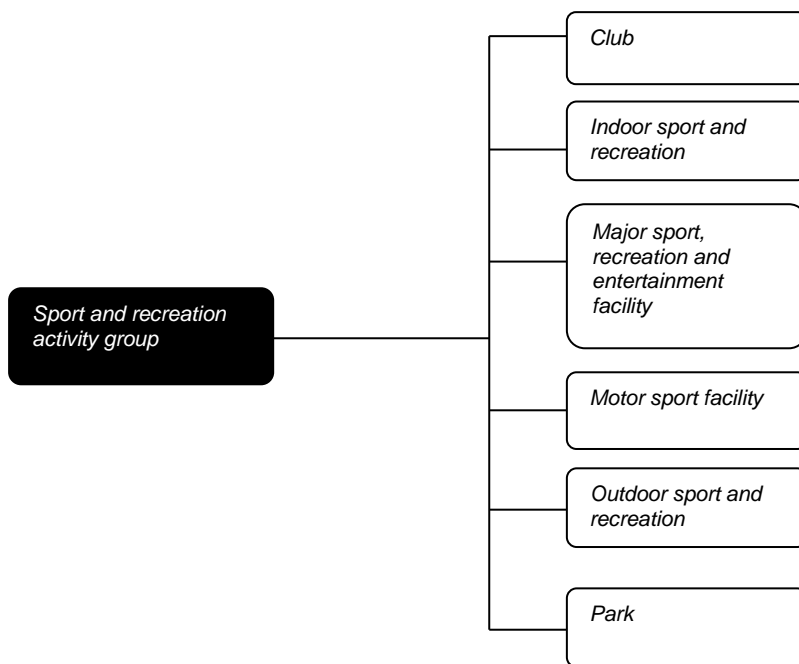 Club
Indoor sport and
recreation
Major sport,
recreation and
entertainment
facility
Sport and recreation
activity group
Motor sport facility
Outdoor sport and
recreation
Park